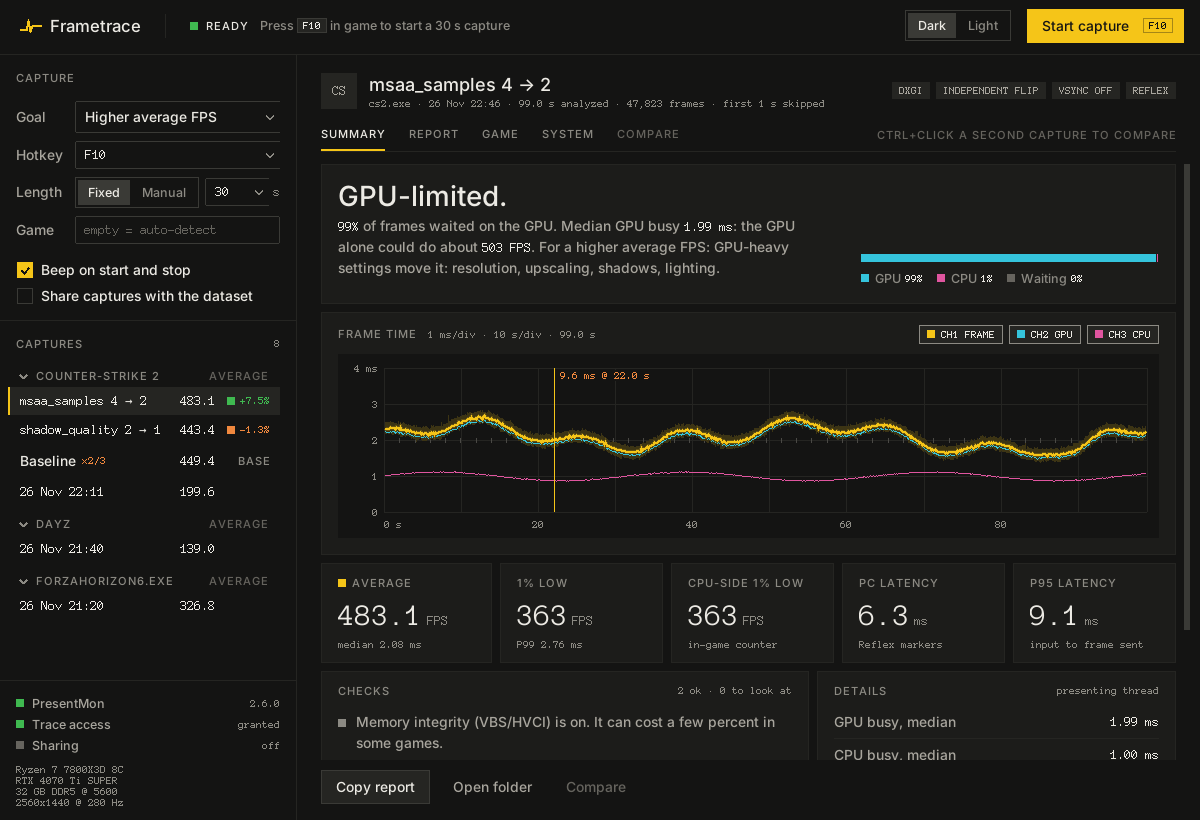 Frametrace
READY Press F10 in game to start a 30 s capture
Dark Light
Start capture F10
CAPTURE
Goal Higher average FPS
Hotkey F10
Length Fixed Manual 30 s
Game empty = auto-detect
Beep on start and stop
Share captures with the dataset
CAPTURES 8
COUNTER-STRIKE 2 AVERAGE
msaa_samples 4 → 2 483.1 +7.5%
shadow_quality 2 → 1 443.4 −1.3%
Baseline ×2/3 449.4 BASE
26 Nov 22:11 199.6
DAYZ AVERAGE
26 Nov 21:40 139.0
FORZAHORIZON6.EXE AVERAGE
26 Nov 21:20 326.8
PresentMon 2.6.0
Trace access granted
Sharing off
Ryzen 7 7800X3D 8C
RTX 4070 Ti SUPER
32 GB DDR5 @ 5600
2560x1440 @ 280 Hz
CS
msaa_samples 4 → 2
cs2.exe · 26 Nov 22:46 · 99.0 s analyzed · 47,823 frames · first 1 s skipped
DXGI INDEPENDENT FLIP VSYNC OFF REFLEX
SUMMARY REPORT GAME SYSTEM COMPARE
CTRL+CLICK A SECOND CAPTURE TO COMPARE
GPU-limited.
99% of frames waited on the GPU. Median GPU busy 1.99 ms: the GPU
alone could do about 503 FPS. For a higher average FPS: GPU-heavy
settings move it: resolution, upscaling, shadows, lighting.
GPU 99% CPU 1% Waiting 0%
FRAME TIME 1 ms/div · 10 s/div · 99.0 s
CH1 FRAME CH2 GPU CH3 CPU
4 ms
9.6 ms @ 22.0 s
3
2
1
0
0 s 20 40 60 80
AVERAGE
483.1 FPS
median 2.08 ms
1% LOW
363 FPS
P99 2.76 ms
CPU-SIDE 1% LOW
363 FPS
in-game counter
PC LATENCY
6.3 ms
Reflex markers
P95 LATENCY
9.1 ms
input to frame sent
CHECKS 2 ok · 0 to look at
Memory integrity (VBS/HVCI) is on. It can cost a few percent in
some games.
DETAILS presenting thread
GPU busy, median 1.99 ms
CPU busy, median 1.00 ms
Copy report Open folder Compare